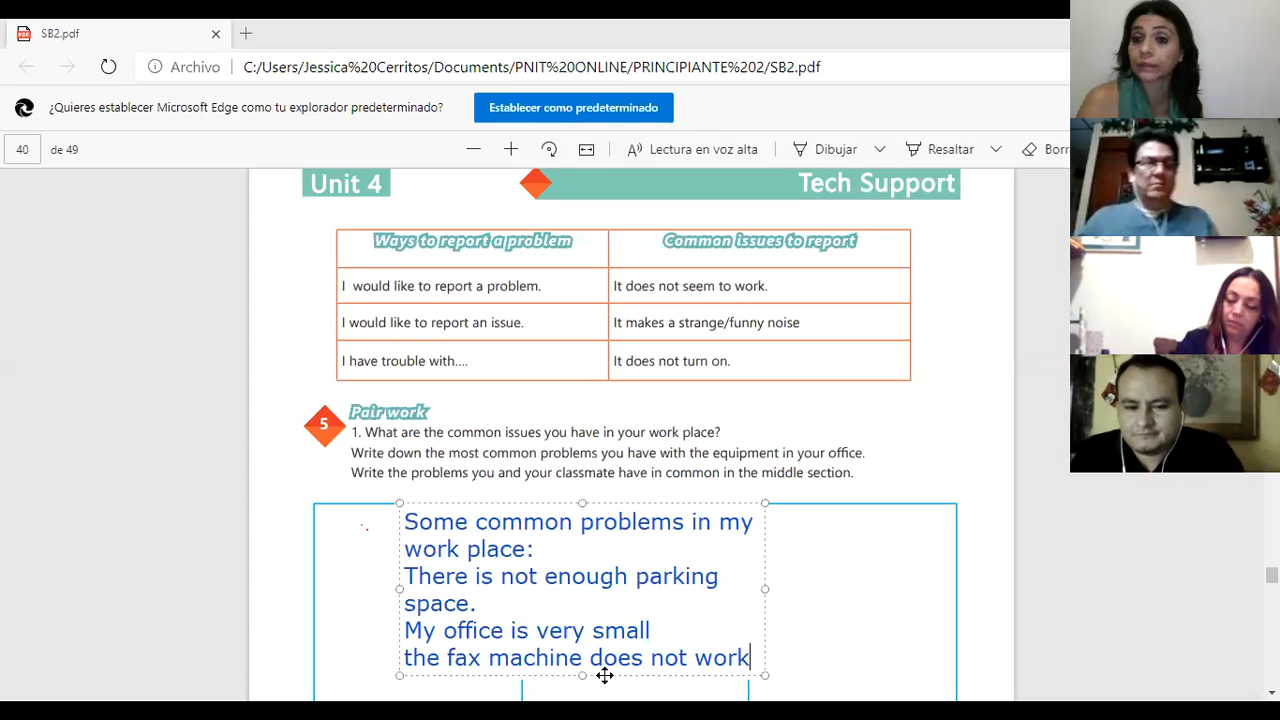 SB2.pdf
Archivo
C:/Users/Jessica%20Cerritos/Documents/PNIT%20ONLINE/PRINCIPIANTE%202/SB2.pdf
¿Quieres establecer Microsoft Edge como tu explorador predeterminado?
Establecer como predeterminado
40 de 49
Lectura en voz alta
Dibujar
Resaltar
Bor
Unit 4
Tech Support
Ways to report a problem
Common issues to report
I would like to report a problem.
It does not seem to work.
I would like to report an issue.
It makes a strange/funny noise
I have trouble with....
It does not turn on.
5
Pair work
1. What are the common issues you have in your work place?
Write down the most common problems you have with the equipment in your office.
Write the problems you and your classmate have in common in the middle section.
Some common problems in my
work place:
There is not enough parking
space.
My office is very small
the fax machine does not work